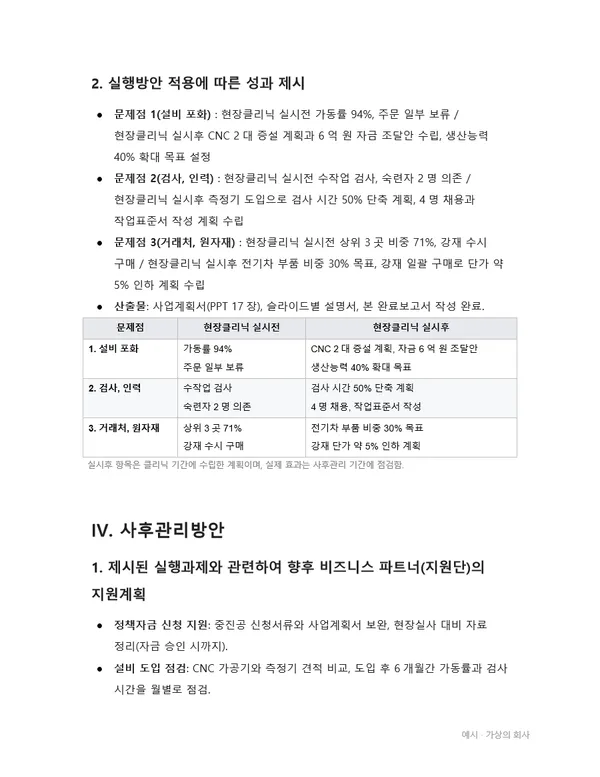 2. 실행방안 적용에 따른 성과 제시
● 문제점 1(설비 포화) : 현장클리닉 실시전 가동률 94%, 주문 일부 보류 /
현장클리닉 실시후 CNC 2 대 증설 계획과 6 억 원 자금 조달안 수립, 생산능력
40% 확대 목표 설정
● 문제점 2(검사, 인력) : 현장클리닉 실시전 수작업 검사, 숙련자 2 명 의존 /
현장클리닉 실시후 측정기 도입으로 검사 시간 50% 단축 계획, 4 명 채용과
작업표준서 작성 계획 수립
● 문제점 3(거래처, 원자재) : 현장클리닉 실시전 상위 3 곳 비중 71%, 강재 수시
구매 / 현장클리닉 실시후 전기차 부품 비중 30% 목표, 강재 일괄 구매로 단가 약
5% 인하 계획 수립
● 산출물: 사업계획서(PPT 17 장), 슬라이드별 설명서, 본 완료보고서 작성 완료.
문제점 현장클리닉 실시전 현장클리닉 실시후
1. 설비 포화 가동률 94% CNC 2 대 증설 계획, 자금 6 억 원 조달안
주문 일부 보류 생산능력 40% 확대 목표
2. 검사, 인력 수작업 검사 검사 시간 50% 단축 계획
숙련자 2 명 의존 4 명 채용, 작업표준서 작성
3. 거래처, 원자재 상위 3 곳 71% 전기차 부품 비중 30% 목표
강재 수시 구매 강재 단가 약 5% 인하 계획
실시후 항목은 클리닉 기간에 수립한 계획이며, 실제 효과는 사후관리 기간에 점검함.
IV. 사후관리방안
1. 제시된 실행과제와 관련하여 향후 비즈니스 파트너(지원단)의
지원계획
● 정책자금 신청 지원: 중진공 신청서류와 사업계획서 보완, 현장실사 대비 자료
정리(자금 승인 시까지).
● 설비 도입 점검: CNC 가공기와 측정기 견적 비교, 도입 후 6 개월간 가동률과 검사
시간을 월별로 점검.
예시 · 가상의 회사